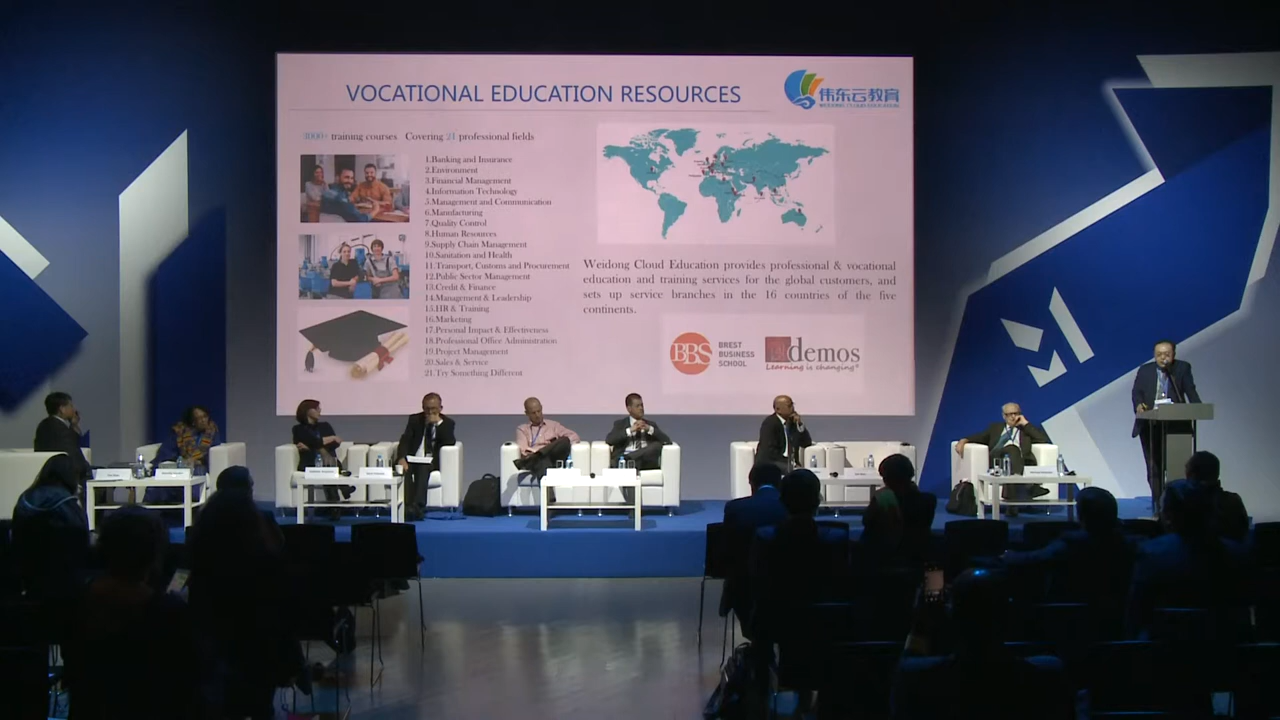 VOCATIONAL EDUCATION RESOURCES
伟东云教育
WEIDONG CLOUD EDUCATION
1000+ training courses Covering 21 professional fields
1.Banking and Insurance
2.Environment
3.Financial Management
4.Information Technology
5.Management and Communication
6.Manufacturing
7.Quality Control
8.Human Resources
9.Supply Chain Management
10.Sanitation and Health
11.Transport, Customs and Procurement
12.Public Sector Management
13.Credit & Finance
14.Management & Leadership
15.HR & Training
16.Marketing
17.Personal Impact & Effectiveness
18.Professional Office Administration
19.Project Management
20.Sales & Service
21.Try Something Different
Weidong Cloud Education provides professional & vocational
education and training services for the global customers, and
sets up service branches in the 16 countries of the five
continents.
BBS
BREST
BUSINESS
SCHOOL
demos
Learning is changing